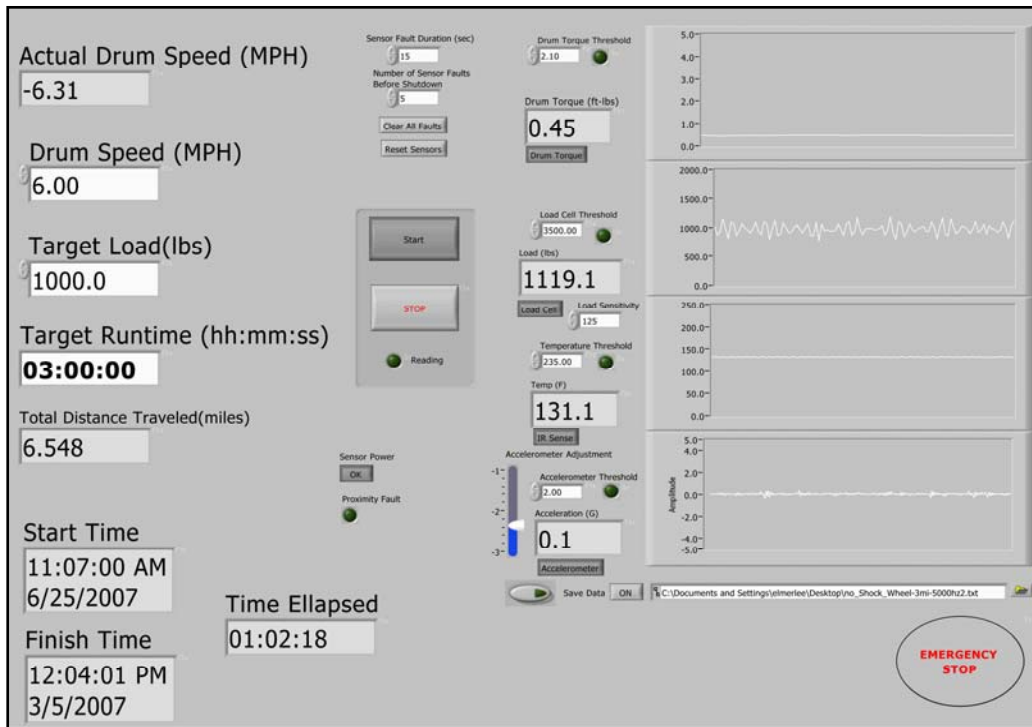 Actual Drum Speed (MPH)
-6.31
Drum Speed (MPH)
6.00
Target Load(lbs)
1000.0
Target Runtime (hh:mm:ss)
03:00:00
Total Distance Traveled(miles)
6.548
Start Time
11:07:00 AM
6/25/2007
Finish Time
12:04:01 PM
3/5/2007
Time Ellapsed
01:02:18
Sensor Fault Duration (sec)
15
Number of Sensor Faults
Before Shutdown
5
Clear All Faults
Reset Sensors
Start
STOP
Reading
Sensor Power
OK
Proximity Fault
Drum Torque Threshold
2.10
Drum Torque (ft-lbs)
0.45
Drum Torque
Load Cell Threshold
3500.00
Load (lbs)
1119.1
Load Cell
Load Sensitivity
125
Temperature Threshold
235.00
Temp (F)
131.1
IR Sense
Accelerometer Adjustment
-1
-2
-3
Accelerometer Threshold
2.00
Acceleration (G)
0.1
Accelerometer
Save Data
ON
C:\Documents and Settings\elmerlee\Desktop\no_Shock_Wheel-3mi-5000hz2.txt
5.0
4.0
3.0
2.0
1.0
0.0
2000.0
1500.0
1000.0
500.0
0.0
250.0
200.0
150.0
100.0
50.0
0.0
5.0
4.0
2.0
0.0
-2.0
-4.0
-5.0
Amplitude
EMERGENCY
STOP